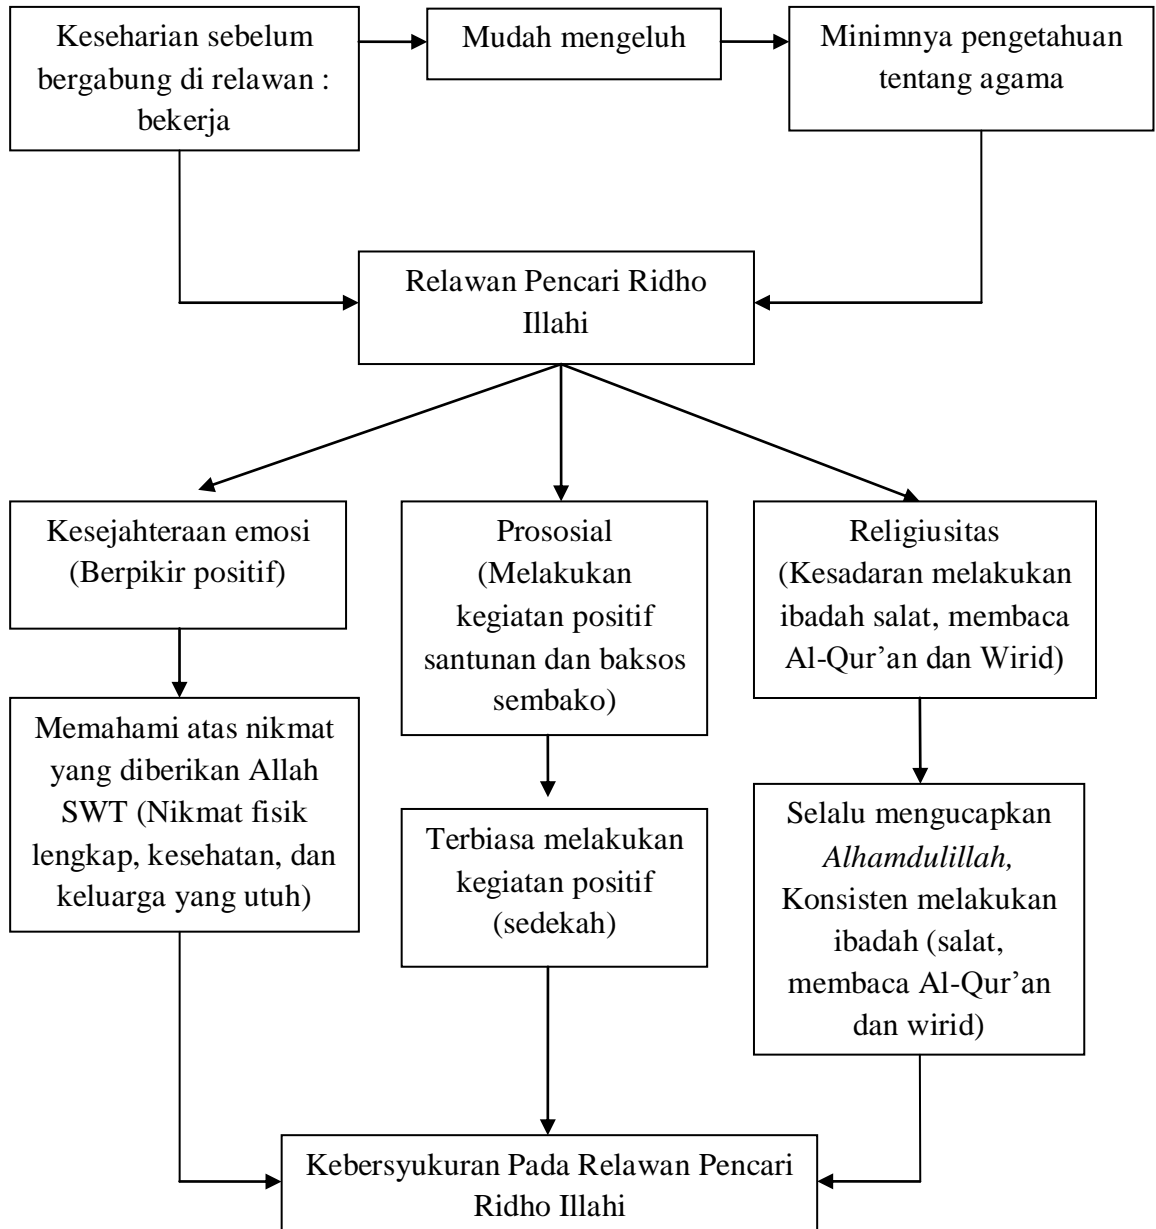 Keseharian sebelum
bergabung di relawan :
bekerja
Mudah mengeluh
Minimnya pengetahuan
tentang agama
Relawan Pencari Ridho
Illahi
Kesejahteraan emosi
(Berpikir positif)
Prososial
(Melakukan
kegiatan positif
santunan dan baksos
sembako)
Religiusitas
(Kesadaran melakukan
ibadah salat, membaca
Al-Qur’an dan Wirid)
Memahami atas nikmat
yang diberikan Allah
SWT (Nikmat fisik
lengkap, kesehatan, dan
keluarga yang utuh)
Terbiasa melakukan
kegiatan positif
(sedekah)
Selalu mengucapkan
Alhamdulillah,
Konsisten melakukan
ibadah (salat,
membaca Al-Qur’an
dan wirid)
Kebersyukuran Pada Relawan Pencari
Ridho Illahi